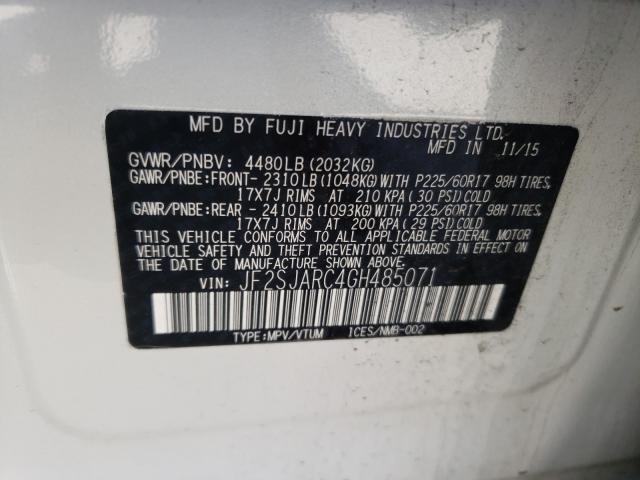 MFD BY FUJI HEAVY INDUSTRIES LTD.
MFD IN 11/15
GVWR/PNBV: 4480LB(2032KG)
GAWR/PNBE:FRONT- 2310LB(1048KG)WITH P225/60R17 98H TIRES,
17X7J RIMS AT 210 KPA(30 PSI)COLD
GAWR/PNBE:REAR - 2410LB(1093KG)WITH P225/60R17 98H TIRES,
17X7J RIMS AT 200 KPA(29 PSI)COLD
THIS VEHICLE CONFORMS TO ALL APPLICABLE FEDERAL MOTOR
VEHICLE SAFETY AND THEFT PREVENTION STANDARDS IN EFFECT ON
THE DATE OF MANUFACTURE SHOWN ABOVE.
VIN: JF2SJARC4GH485071
TYPE:MPV/VTUM ICES/NMB-002